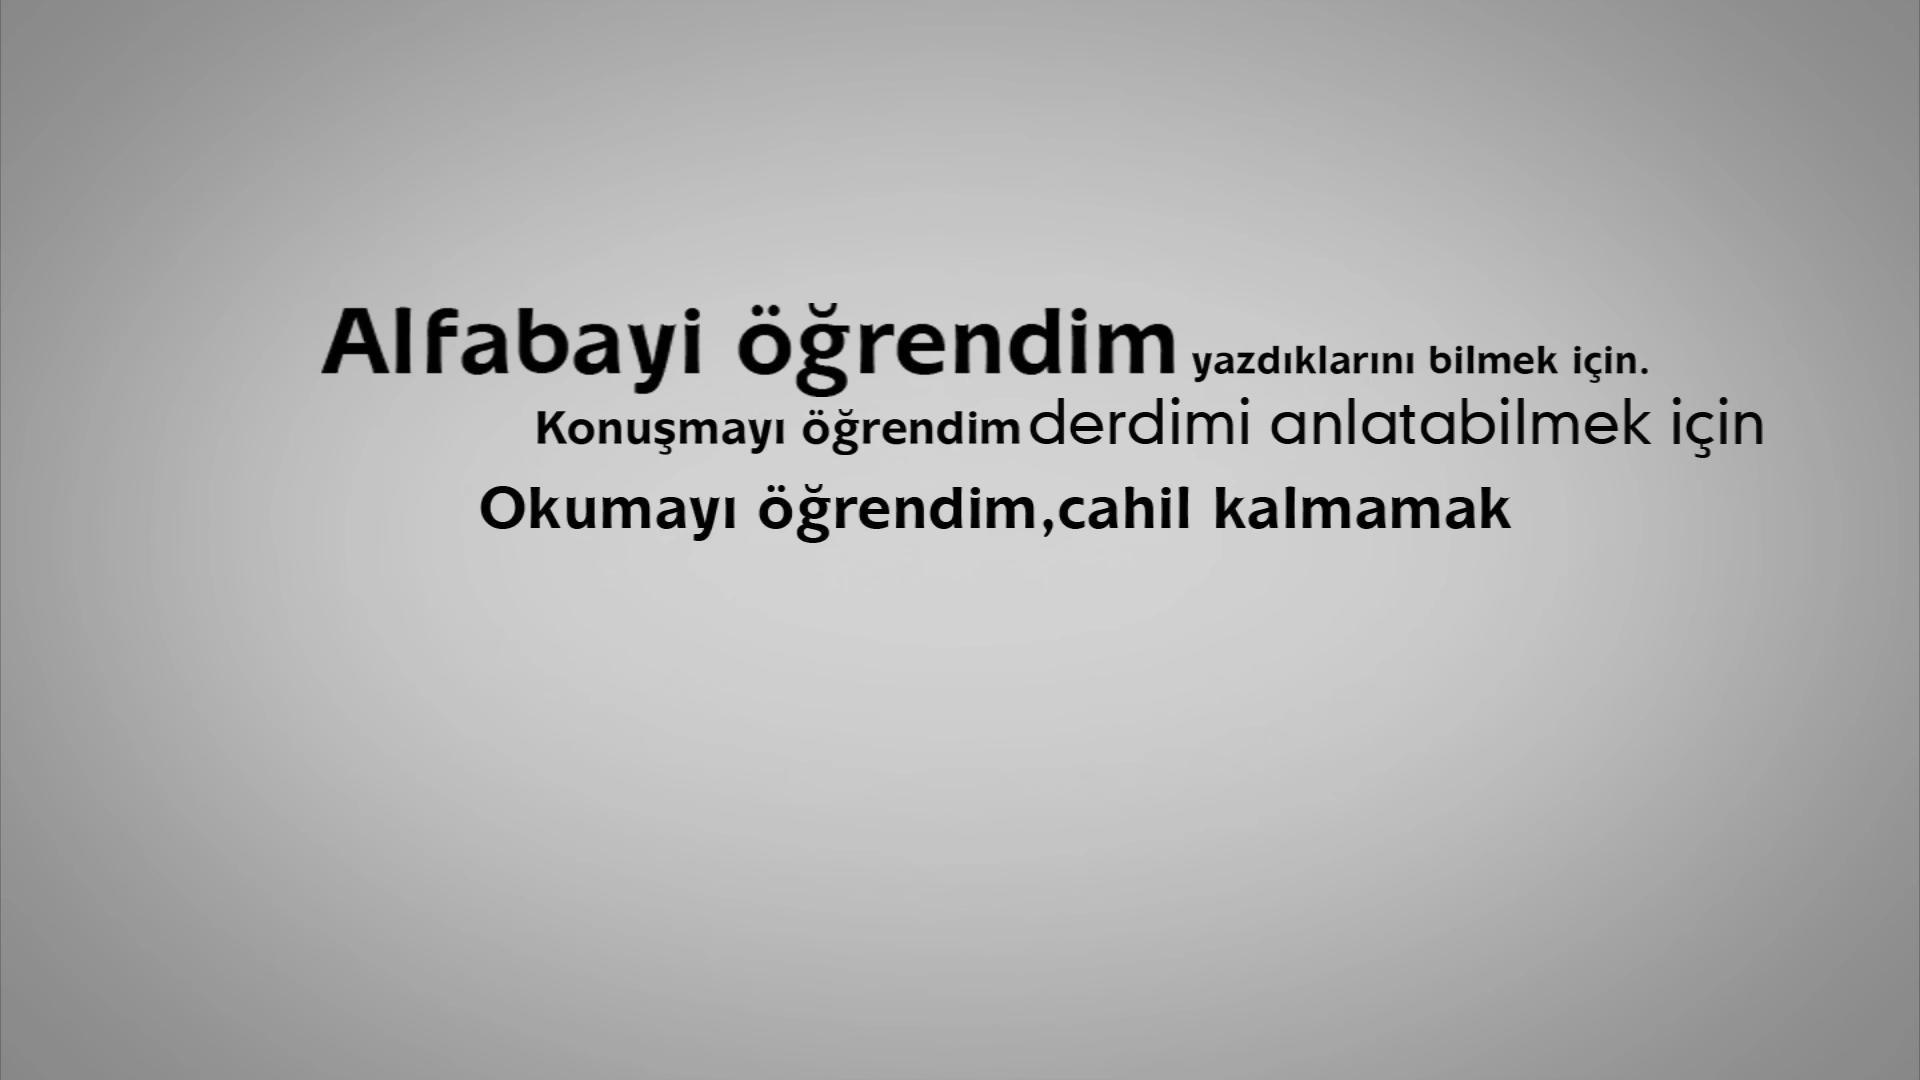 Alfabayi öğrendim yazdıklarını bilmek için.
Konuşmayı öğrendim derdimi anlatabilmek için
Okumayı öğrendim,cahil kalmamak